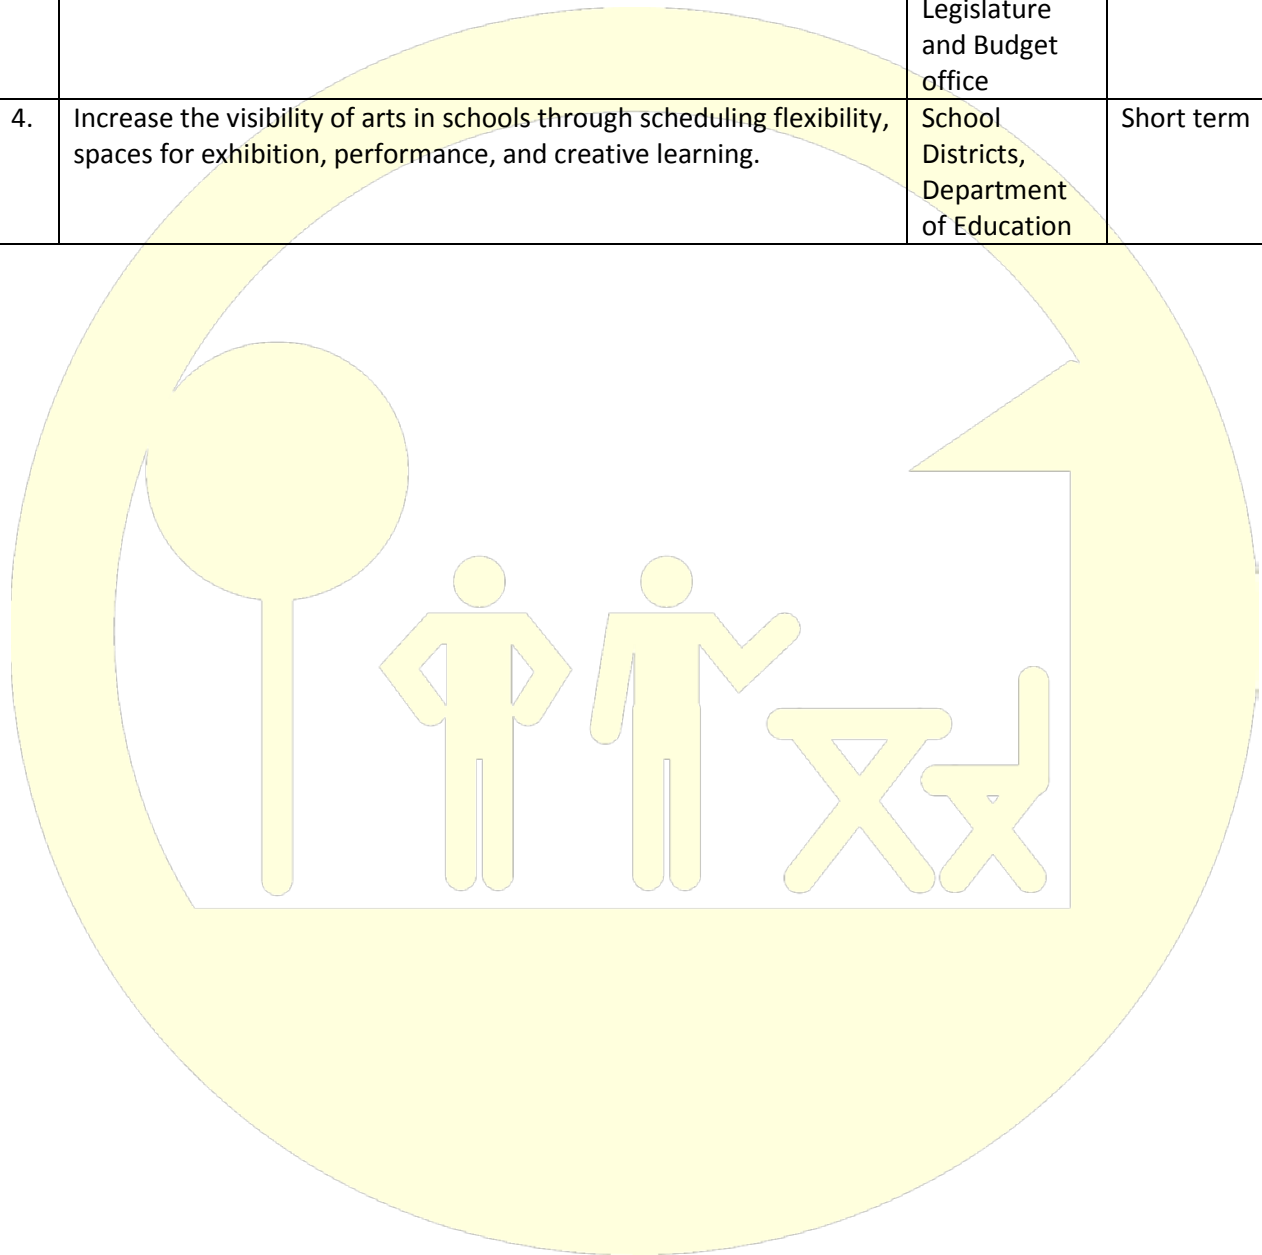 Legislature
and Budget
office
4. Increase the visibility of arts in schools through scheduling flexibility,
spaces for exhibition, performance, and creative learning.
School
Districts,
Department
of Education
Short term